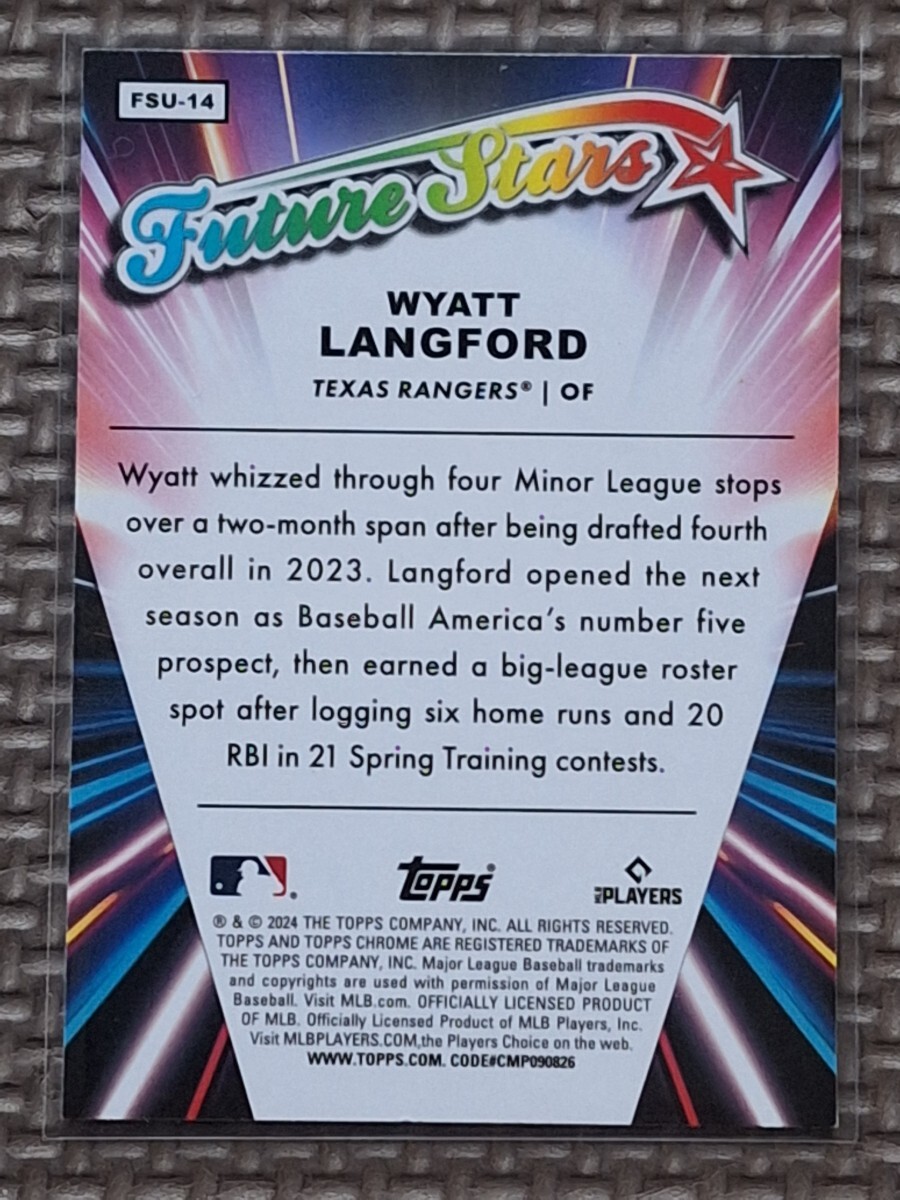 FSU-14
Future Stars
WYATT
LANGFORD
TEXAS RANGERS® | OF
Wyatt whizzed through four Minor League stops
over a two-month span after being drafted fourth
overall in 2023. Langford opened the next
season as Baseball America's number five
prospect, then earned a big-league roster
spot after logging six home runs and 20
RBI in 21 Spring Training contests.
Topps®
MLB PLAYERS
® & © 2024 THE TOPPS COMPANY, INC. ALL RIGHTS RESERVED.
TOPPS AND TOPPS CHROME ARE REGISTERED TRADEMARKS OF
THE TOPPS COMPANY, INC. Major League Baseball trademarks
and copyrights are used with permission of Major League
Baseball. Visit MLB.com. OFFICIALLY LICENSED PRODUCT
OF MLB. Officially Licensed Product of MLB Players, Inc.
Visit MLBPLAYERS.COM,the Players Choice on the web.
WWW.TOPPS.COM. CODE#CMP090826